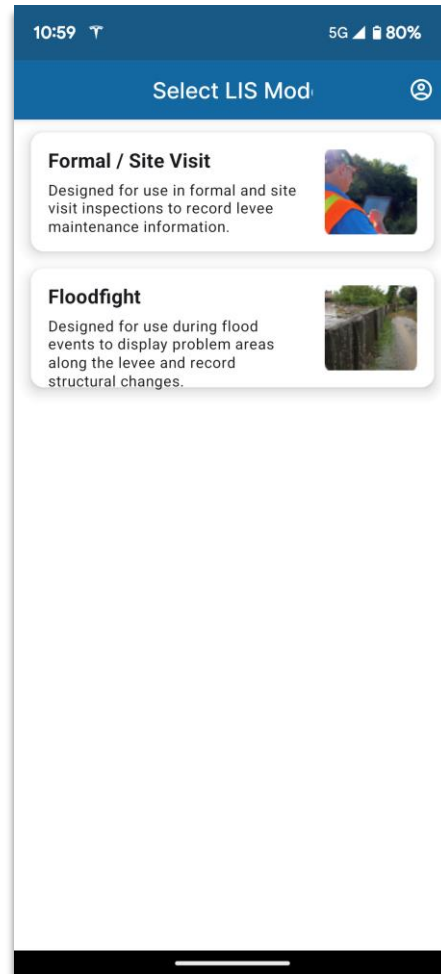 10:59 5G 80%
Select LIS Mod
Formal / Site Visit
Designed for use in formal and site
visit inspections to record levee
maintenance information.
Floodfight
Designed for use during flood
events to display problem areas
along the levee and record
structural changes.